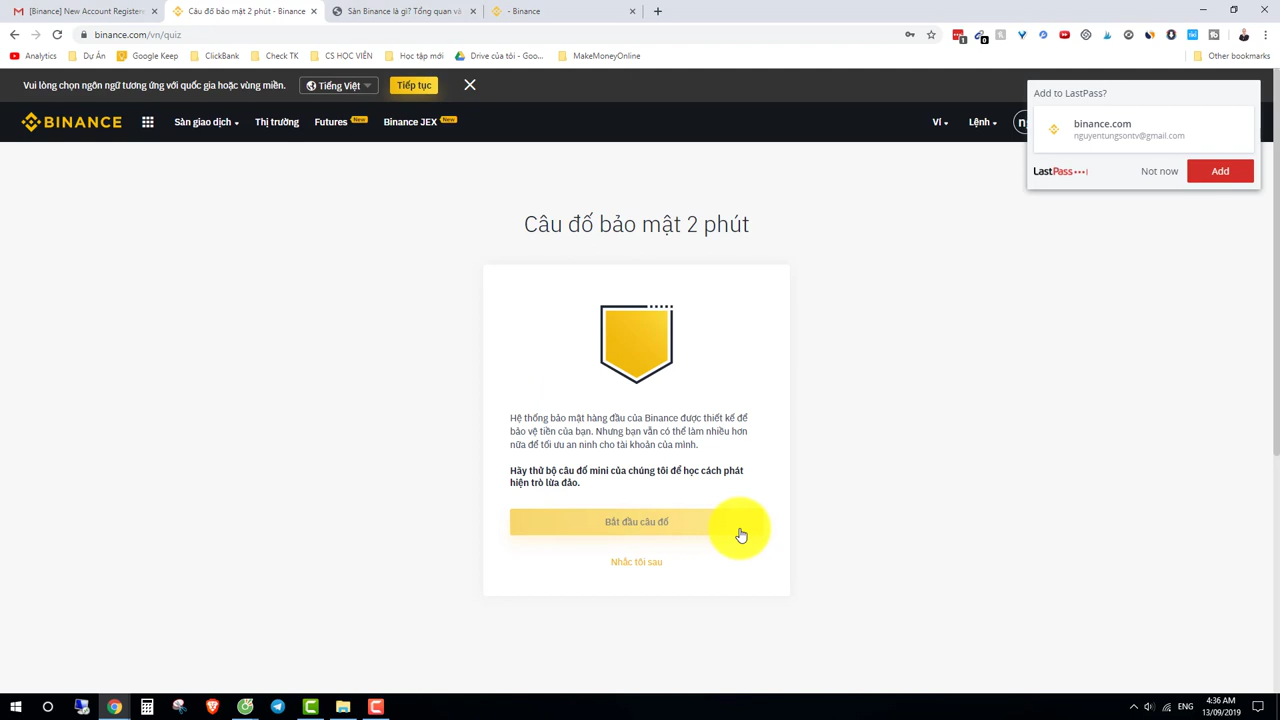 [Binance] New Account Registere
Câu đố bảo mật 2 phút - Binance
Sàn Binance là gì? Tổng quan và
- Binance
binance.com/vn/quiz
Analytics
Dự Án
Google Keep
ClickBank
Check TK
CS HỌC VIÊN
Học tập mới
Drive của tôi - Goo...
MakeMoneyOnline
Other bookmarks
Vui lòng chọn ngôn ngữ tương ứng với quốc gia hoặc vùng miền.
Tiếng Việt
Tiếp tục
BINANCE
Sàn giao dịch
Thị trường
Futures New
Binance JEX New
Ví
Lệnh
Add to LastPass?
binance.com
nguyentungsontv@gmail.com
LastPass
Not now
Add
Câu đố bảo mật 2 phút
Hệ thống bảo mật hàng đầu của Binance được thiết kế để
bảo vệ tiền của bạn. Nhưng bạn vẫn có thể làm nhiều hơn
nữa để tối ưu an ninh cho tài khoản của mình.
Hãy thử bộ câu đố mini của chúng tôi để học cách phát
hiện trò lừa đảo.
Bắt đầu câu đố
Nhắc tôi sau
ENG
4:36 AM
13/09/2019